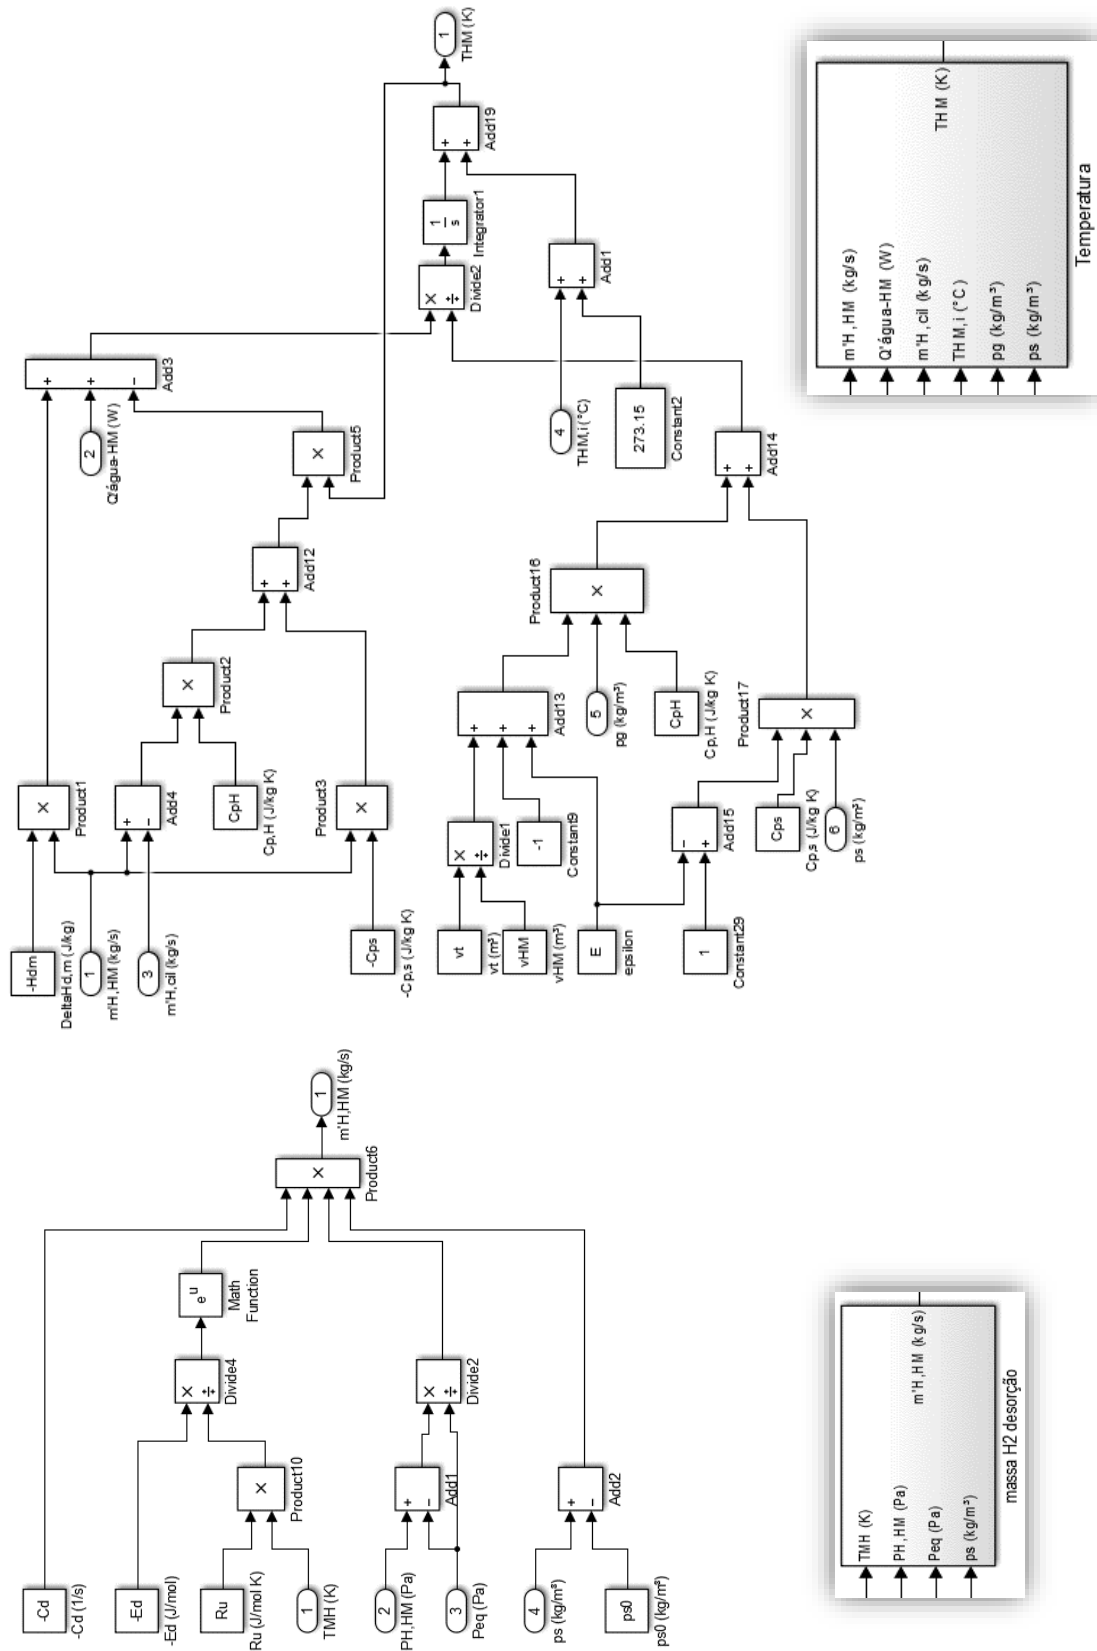 -Hdm
DeltaHd,m (J/kg)
1
m'H,HM (kg/s)
3
m'H,cil (kg/s)
×
Product1
+
−
Add4
CpH
Cp,H (J/kg K)
×
Product2
-Cps
-Cp,s (J/kg K)
×
Product3
+
+
Add12
×
Product5
2
Q'água-HM (W)
+
+
−
Add3
×
÷
Divide2
1
s
Integrator1
+
+
Add19
1
THM (K)
4
THM,i (°C)
273.15
Constant2
+
+
Add1
vt
vt (m³)
vHM
vHM (m³)
×
÷
Divide1
-1
Constant9
E
epsilon
+
+
+
Add13
5
pg (kg/m³)
CpH
Cp,H (J/kg K)
×
Product16
1
Constant29
−
+
Add15
Cps
Cp,s (J/kg K)
6
ps (kg/m³)
×
Product17
+
+
Add14
m'H,HM (kg/s)
Q'água-HM (W)
m'H,cil (kg/s)
THM,i (°C)
pg (kg/m³)
ps (kg/m³)
THM (K)
Temperatura
-Cd
-Cd (1/s)
-Ed
-Ed (J/mol)
Ru
Ru (J/mol K)
1
TMH (K)
×
Product10
×
÷
Divide4
eᵘ
Math
Function
2
PH,HM (Pa)
3
Peq (Pa)
+
−
Add1
×
÷
Divide2
4
ps (kg/m³)
ps0
ps0 (kg/m³)
+
−
Add2
×
Product6
1
m'H,HM (kg/s)
TMH (K)
PH,HM (Pa)
Peq (Pa)
ps (kg/m³)
m'H,HM (kg/s)
massa H2 desorção